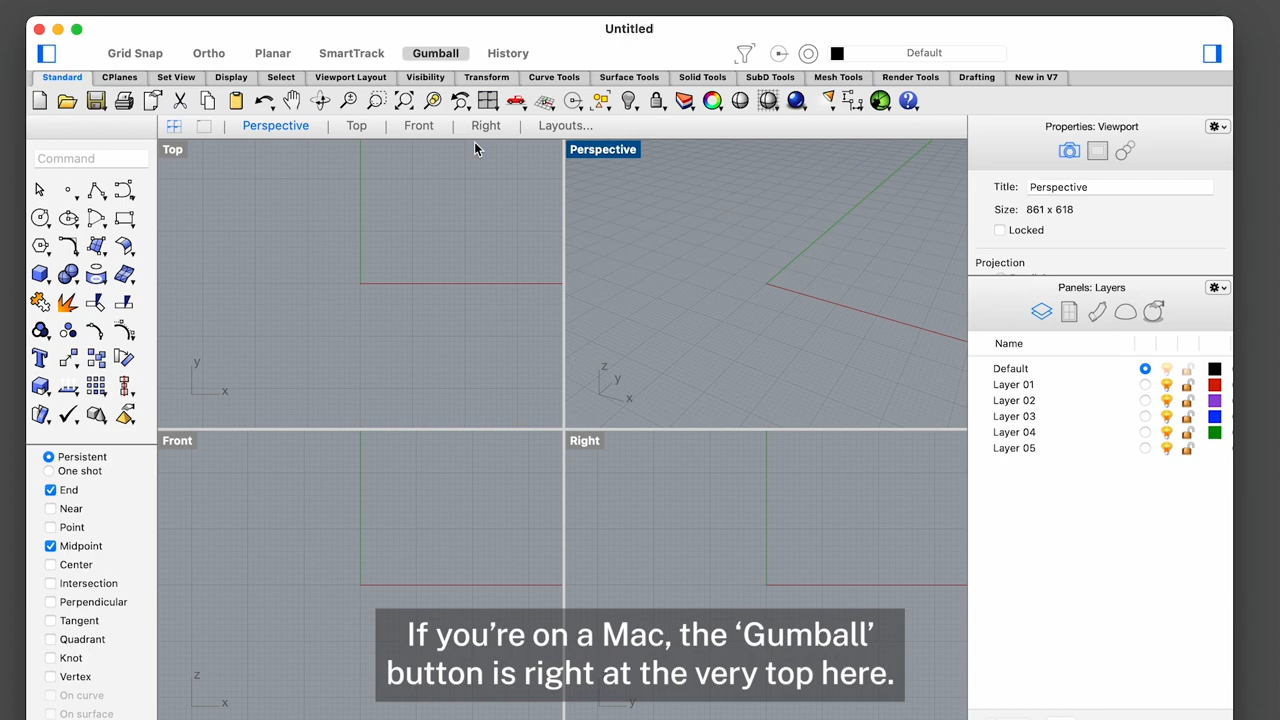 Untitled
Grid Snap Ortho Planar SmartTrack Gumball History Default
Standard CPlanes Set View Display Select Viewport Layout Visibility Transform Curve Tools Surface Tools Solid Tools SubD Tools Mesh Tools Render Tools Drafting New in V7
Perspective Top Front Right Layouts...
Command
Persistent
One shot
End
Near
Point
Midpoint
Center
Intersection
Perpendicular
Tangent
Quadrant
Knot
Vertex
On curve
On surface
Top
y
x
Perspective
z
y
x
Front
z
x
Right
y
Properties: Viewport
Title: Perspective
Size: 861 x 618
Locked
Projection
Panels: Layers
Name
Default
Layer 01
Layer 02
Layer 03
Layer 04
Layer 05
If you’re on a Mac, the ‘Gumball’
button is right at the very top here.